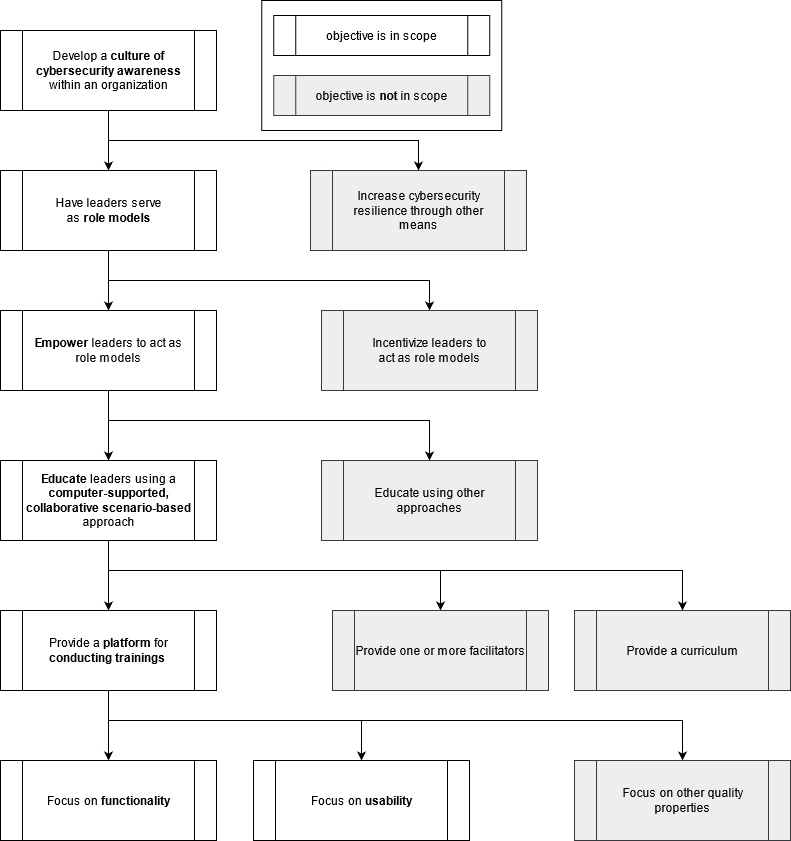 objective is in scope
Develop a culture of
cybersecurity awareness
within an organization
objective is not in scope
Have leaders serve
as role models
Increase cybersecurity
resilience through other
means
Empower leaders to act as
role models
Incentivize leaders to
act as role models
Educate leaders using a
computer-supported,
collaborative scenario-based
approach
Educate using other
approaches
Provide a platform for
conducting trainings
Provide one or more facilitators
Provide a curriculum
Focus on functionality
Focus on usability
Focus on other quality
properties